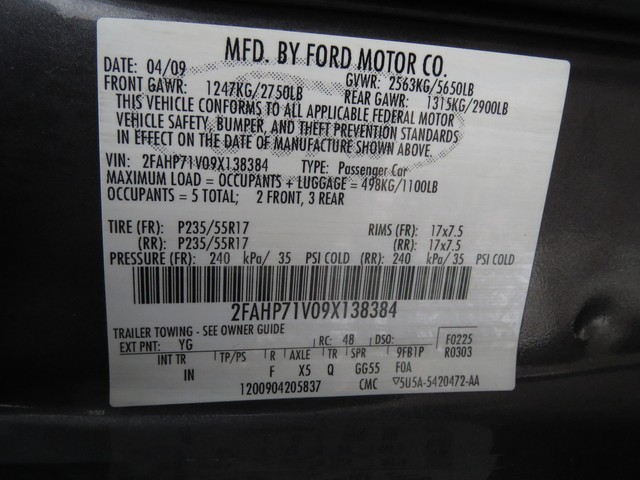 MFD. BY FORD MOTOR CO.
DATE: 04/09 GVWR: 2563KG/5650LB
FRONT GAWR: 1247KG/2750LB REAR GAWR: 1315KG/2900LB
THIS VEHICLE CONFORMS TO ALL APPLICABLE FEDERAL MOTOR
VEHICLE SAFETY, BUMPER, AND THEFT PREVENTION STANDARDS
IN EFFECT ON THE DATE OF MANUFACTURE SHOWN ABOVE.
VIN: 2FAHP71V09X138384 TYPE: Passenger Car
MAXIMUM LOAD = OCCUPANTS + LUGGAGE = 498KG/1100LB
OCCUPANTS = 5 TOTAL; 2 FRONT, 3 REAR
TIRE (FR): P235/55R17 RIMS (FR): 17x7.5
(RR): P235/55R17 (RR): 17x7.5
PRESSURE (FR): 240 kPa/ 35 PSI COLD (RR): 240 kPa/ 35 PSI COLD
2FAHP71V09X138384
TRAILER TOWING - SEE OWNER GUIDE
EXT PNT: YG RC: 48 DSO: F0225
INT TR TP/PS R AXLE TR SPR 9FB1P R0303
IN F X5 Q GG55 FOA
1200904205837 CMC ▽5U5A-5420472-AA